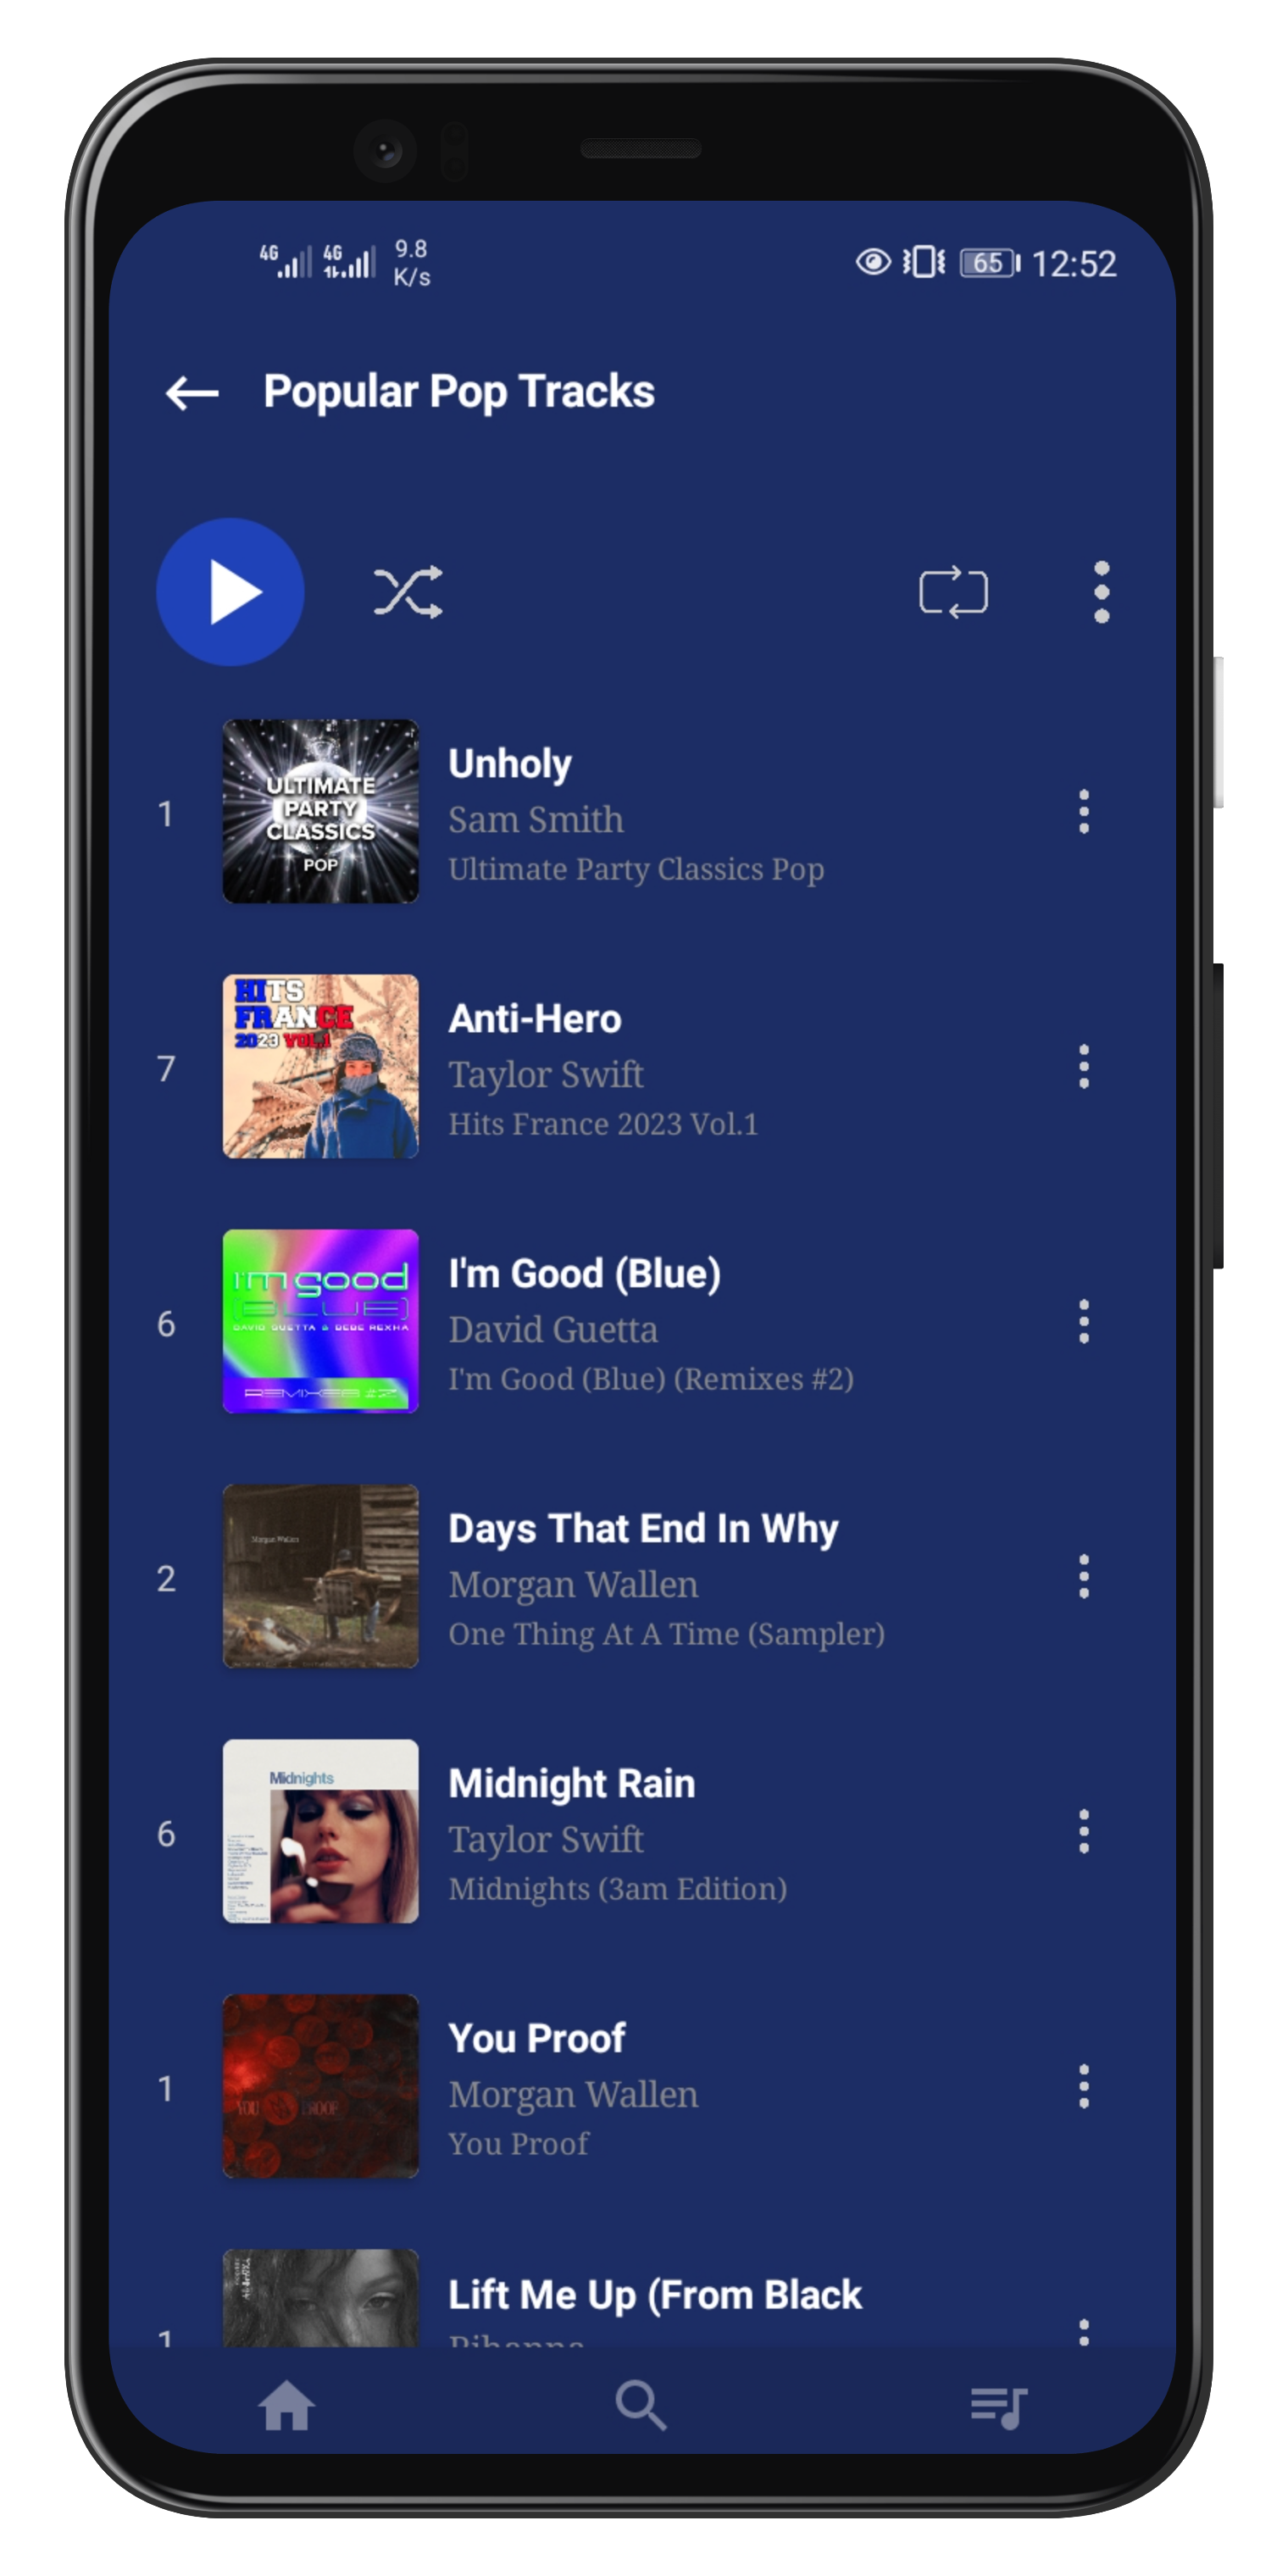 4G 4G 9.8 K/s 65 12:52
Popular Pop Tracks
1
ULTIMATE
PARTY
CLASSICS
POP
Unholy
Sam Smith
Ultimate Party Classics Pop
7
HITS
FRANCE
2023 VOL.1
Anti-Hero
Taylor Swift
Hits France 2023 Vol.1
6
I'm good
(BLUE)
DAVID GUETTA & BEBE REXHA
REMIXES #2
I'm Good (Blue)
David Guetta
I'm Good (Blue) (Remixes #2)
2
Morgan Wallen
Days That End In Why
Morgan Wallen
One Thing At A Time (Sampler)
6
Midnights
Midnight Rain
Taylor Swift
Midnights (3am Edition)
1
YOU PROOF
You Proof
Morgan Wallen
You Proof
1
Lift Me Up (From Black
Rihanna